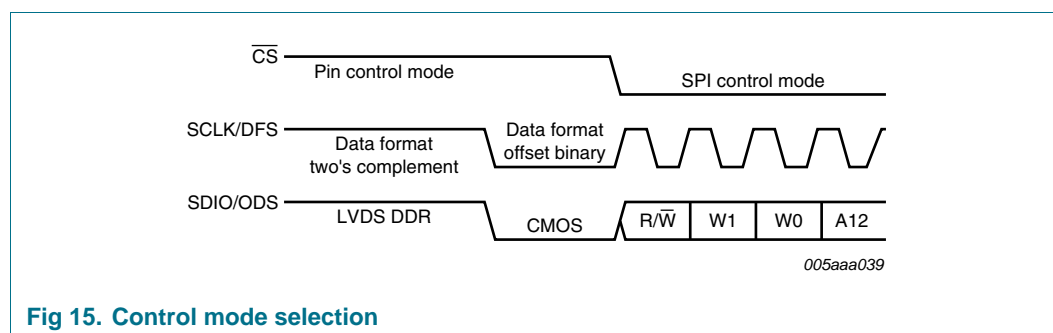 C̅S̅
Pin control mode
SPI control mode
SCLK/DFS
Data format
two's complement
Data format
offset binary
SDIO/ODS
LVDS DDR
CMOS
R/W̅
W1
W0
A12
005aaa039
Fig 15. Control mode selection